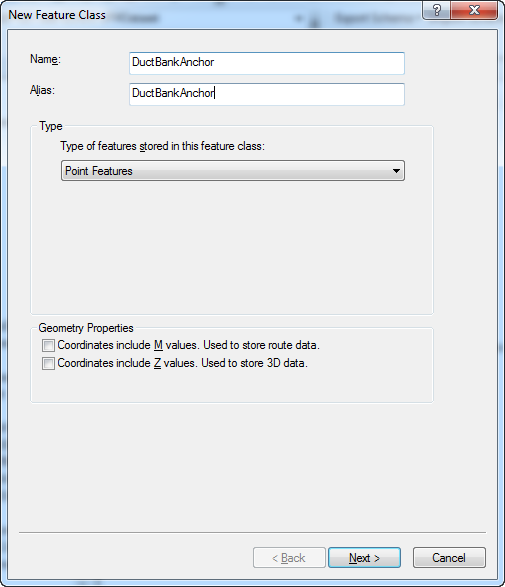 New Feature Class
Name:
DuctBankAnchor
Alias:
DuctBankAnchor
Type
Type of features stored in this feature class:
Point Features
Geometry Properties
Coordinates include M values. Used to store route data.
Coordinates include Z values. Used to store 3D data.
< Back
Next >
Cancel